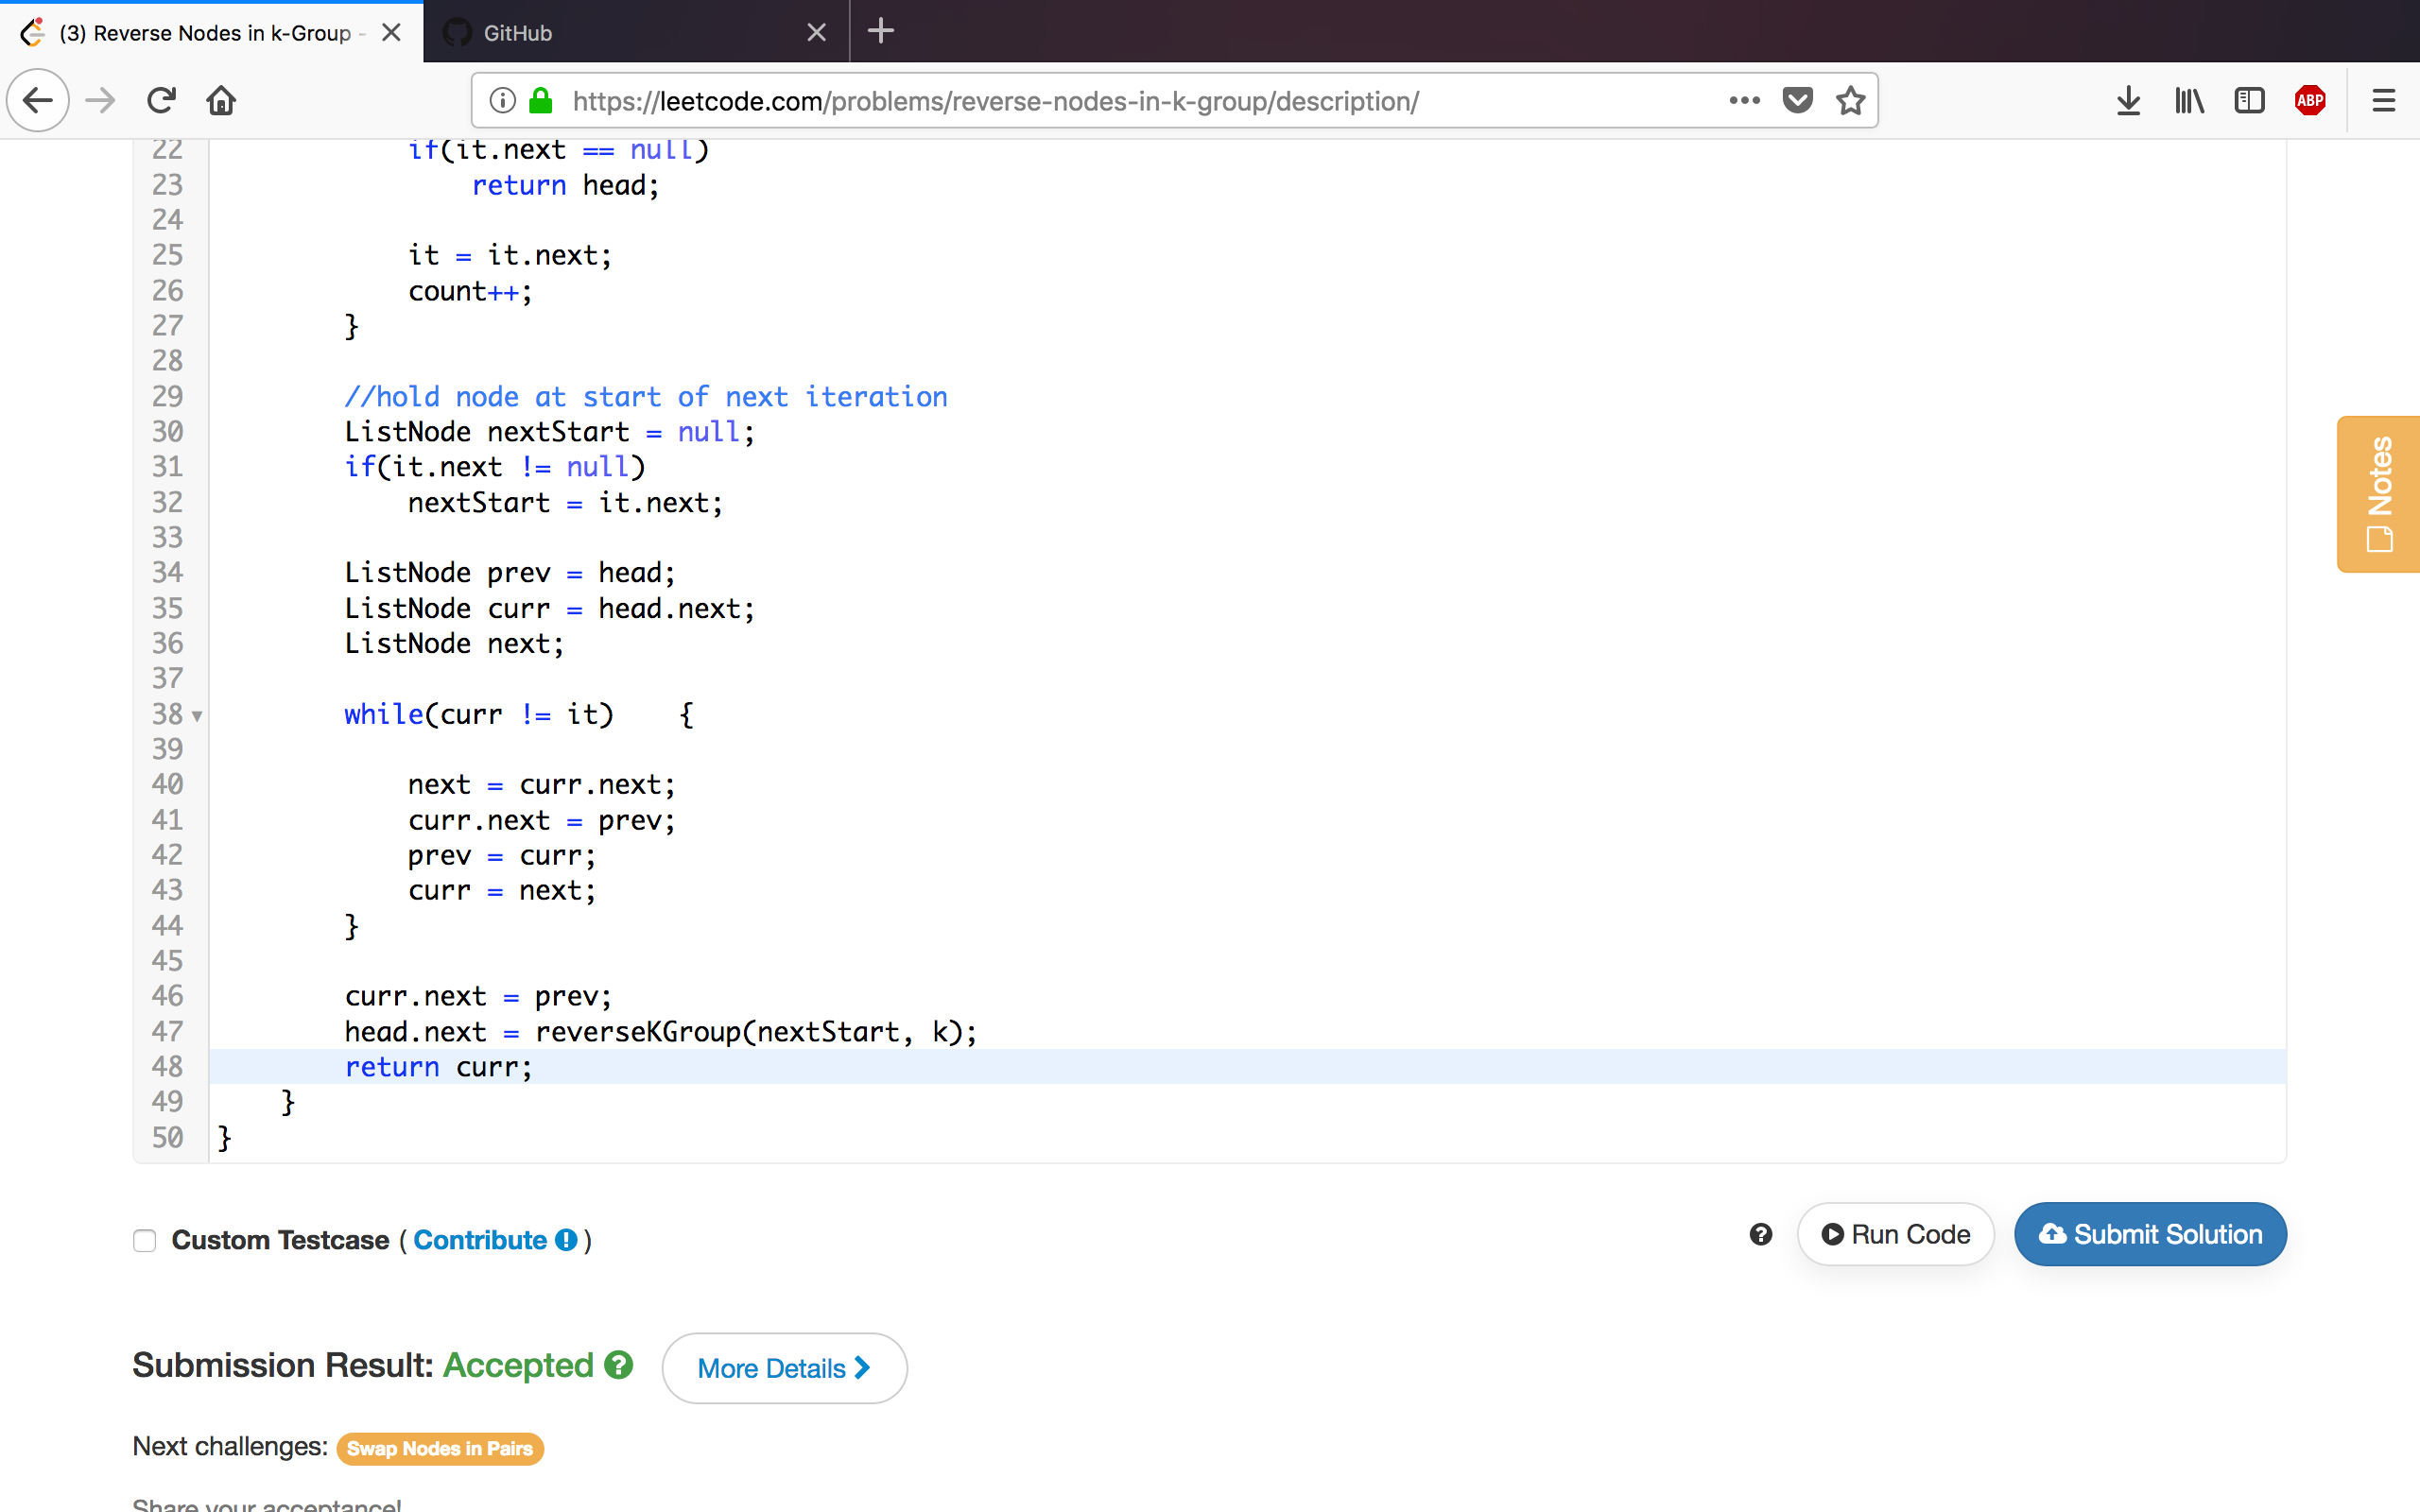 (3) Reverse Nodes in k-Group -
GitHub
https://leetcode.com/problems/reverse-nodes-in-k-group/description/
ABP
22 if(it.next == null)
23 return head;
24
25 it = it.next;
26 count++;
27 }
28
29 //hold node at start of next iteration
30 ListNode nextStart = null;
31 if(it.next != null)
32 nextStart = it.next;
33
34 ListNode prev = head;
35 ListNode curr = head.next;
36 ListNode next;
37
38 while(curr != it) {
39
40 next = curr.next;
41 curr.next = prev;
42 prev = curr;
43 curr = next;
44 }
45
46 curr.next = prev;
47 head.next = reverseKGroup(nextStart, k);
48 return curr;
49 }
50 }
Notes
Custom Testcase ( Contribute )
Run Code
Submit Solution
Submission Result: Accepted
More Details
Next challenges: Swap Nodes in Pairs
Share your acceptance!